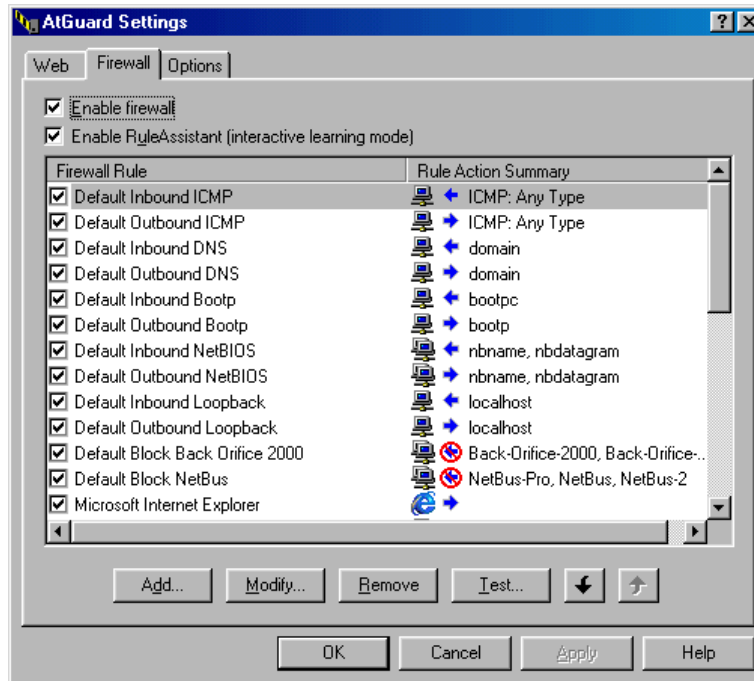 AtGuard Settings
Web Firewall Options
Enable firewall
Enable RuleAssistant (interactive learning mode)
Firewall Rule Rule Action Summary
Default Inbound ICMP ICMP: Any Type
Default Outbound ICMP ICMP: Any Type
Default Inbound DNS domain
Default Outbound DNS domain
Default Inbound Bootp bootpc
Default Outbound Bootp bootp
Default Inbound NetBIOS nbname, nbdatagram
Default Outbound NetBIOS nbname, nbdatagram
Default Inbound Loopback localhost
Default Outbound Loopback localhost
Default Block Back Orifice 2000 Back-Orifice-2000, Back-Orifice-..
Default Block NetBus NetBus-Pro, NetBus, NetBus-2
Microsoft Internet Explorer
Add... Modify... Remove Test...
OK Cancel Apply Help